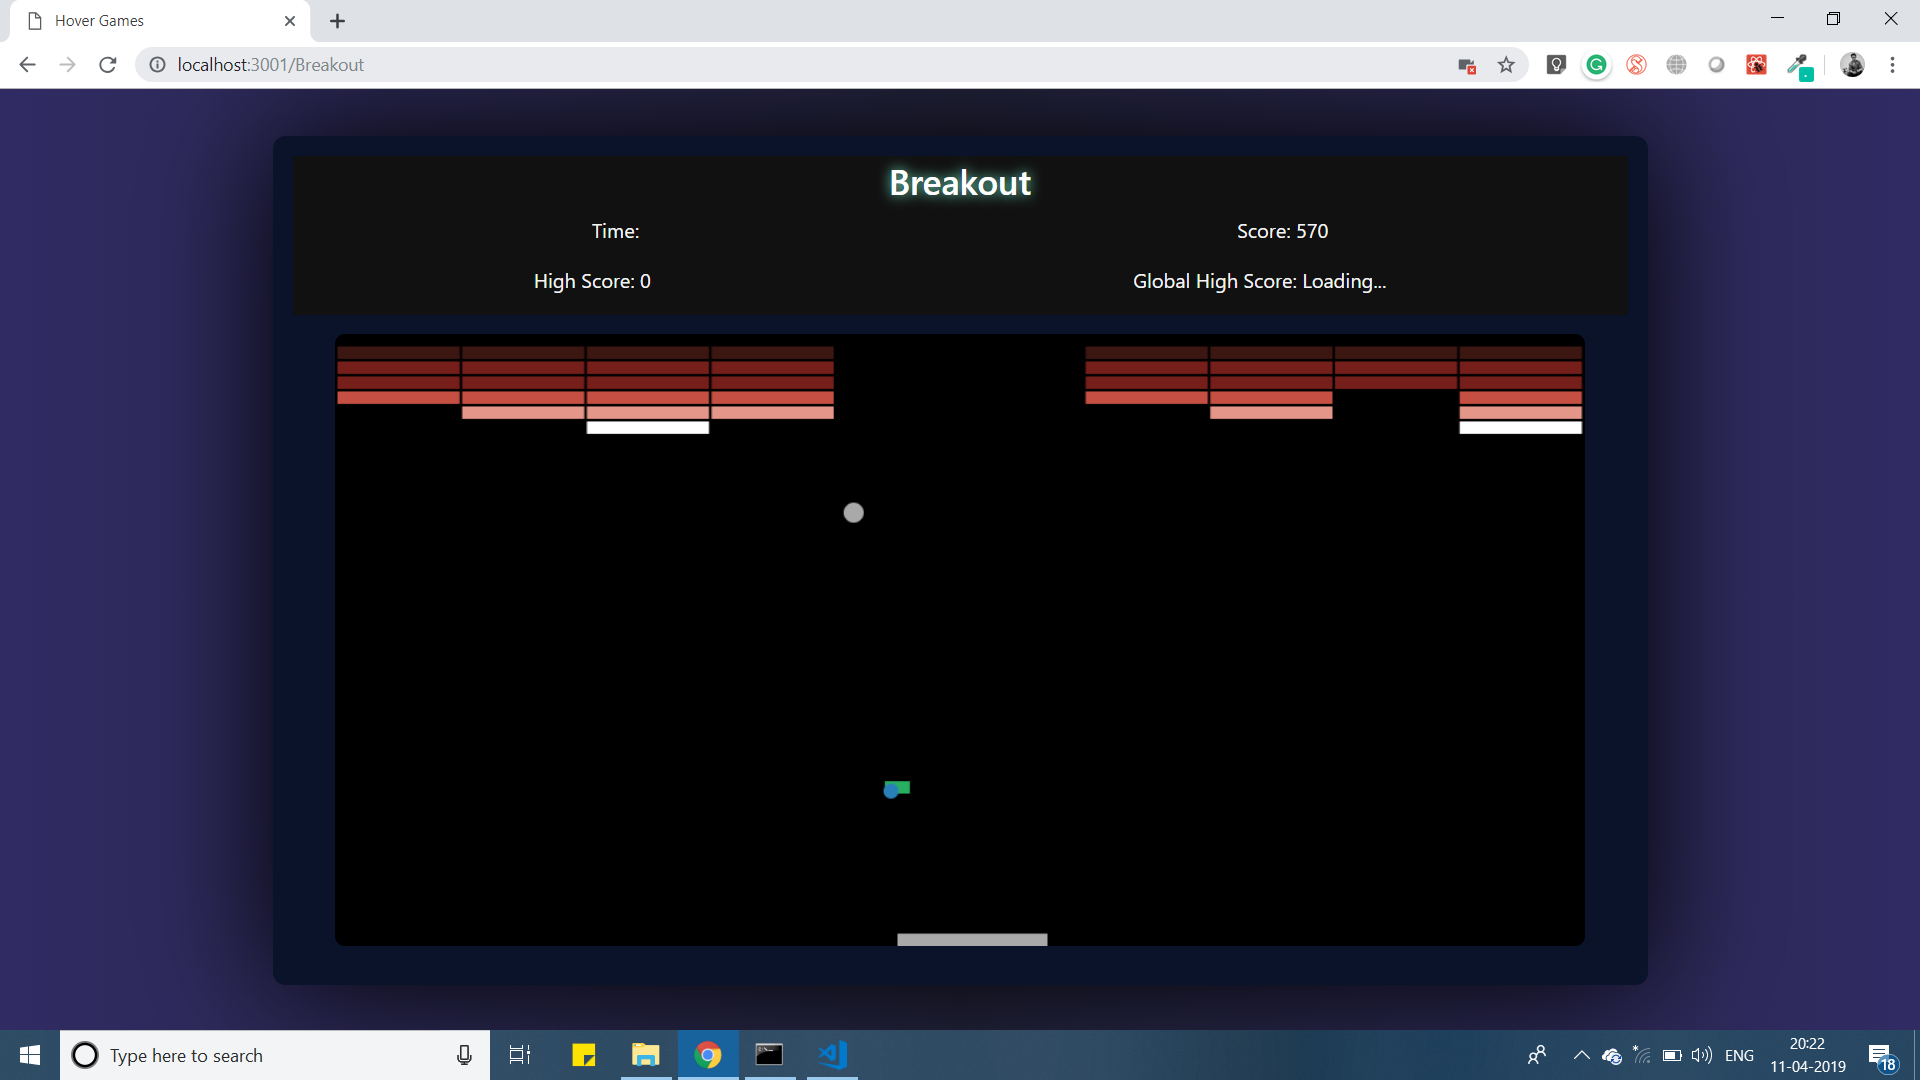 Hover Games
localhost:3001/Breakout
Breakout
Time:
Score: 570
High Score: 0
Global High Score: Loading...
Type here to search
ENG
20:22
11-04-2019
18